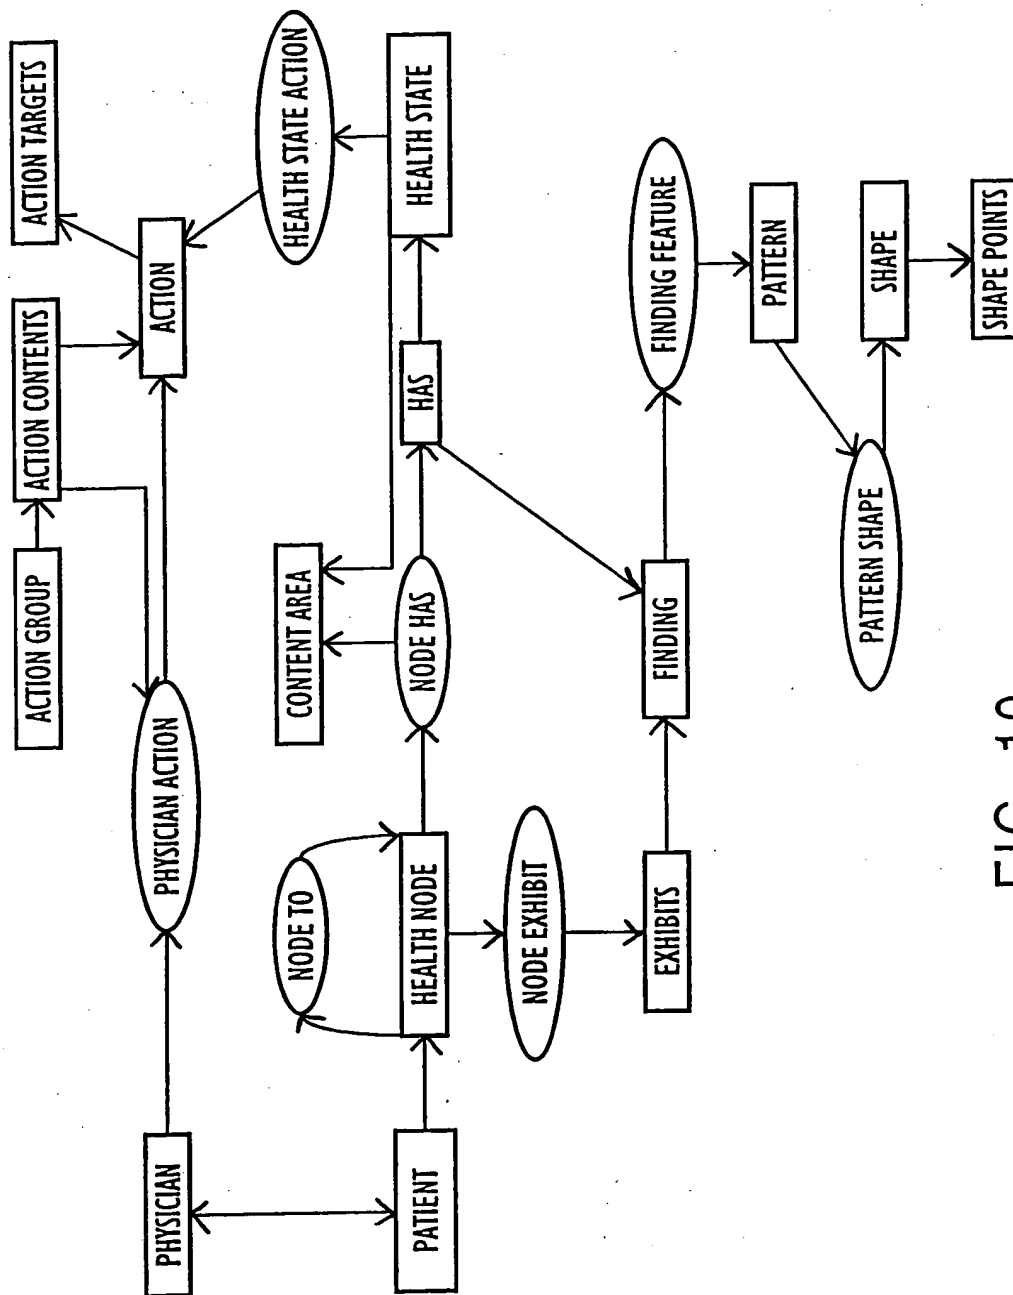 ACTION GROUP
ACTION CONTENTS
ACTION TARGETS
PHYSICIAN
PHYSICIAN ACTION
ACTION
NODE TO
CONTENT AREA
HEALTH STATE ACTION
PATIENT
HEALTH NODE
NODE HAS
HAS
HEALTH STATE
NODE EXHIBIT
EXHIBITS
FINDING
FINDING FEATURE
PATTERN
PATTERN SHAPE
SHAPE
SHAPE POINTS